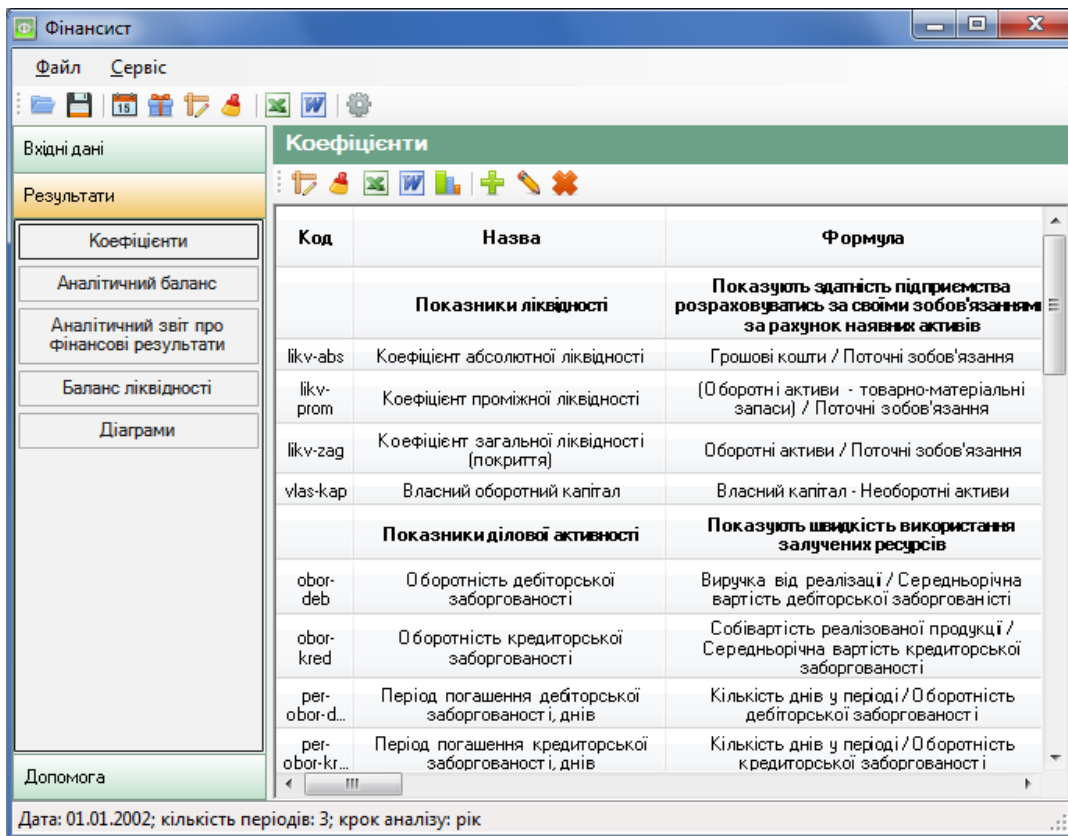 Фінансист
Файл Сервіс
15
Вхідні дані
Результати
Коефіцієнти
Аналітичний баланс
Аналітичний звіт про
фінансові результати
Баланс ліквідності
Діаграми
Допомога
Коефіцієнти
Код Назва Формула
Показники ліквідності
Показують здатність підприємства
розраховуватись за своїми зобов'язаннями
за рахунок наявних активів
likv-abs Коефіцієнт абсолютної ліквідності Грошові кошти / Поточні зобов'язання
likv-
prom
Коефіцієнт проміжної ліквідності
(Оборотні активи - товарно-матеріальні
запаси) / Поточні зобов'язання
likv-zag
Коефіцієнт загальної ліквідності
(покриття)
Оборотні активи / Поточні зобов'язання
vlas-kap Власний оборотний капітал Власний капітал - Необоротні активи
Показники ділової активності
Показують швидкість використання
залучених ресурсів
obor-
deb
Оборотність дебіторської
заборгованості
Виручка від реалізації / Середньорічна
вартість дебіторської заборгованісті
obor-
kred
Оборотність кредиторської
заборгованості
Собівартість реалізованої продукції /
Середньорічна вартість кредиторської
заборгованості
per-
obor-d...
Період погашення дебіторської
заборгованості, днів
Кількість днів у періоді / Оборотність
дебіторської заборгованості
per-
obor-kr...
Період погашення кредиторської
заборгованості, днів
Кількість днів у періоді / Оборотність
кредиторської заборгованості
Дата: 01.01.2002; кількість періодів: 3; крок аналізу: рік